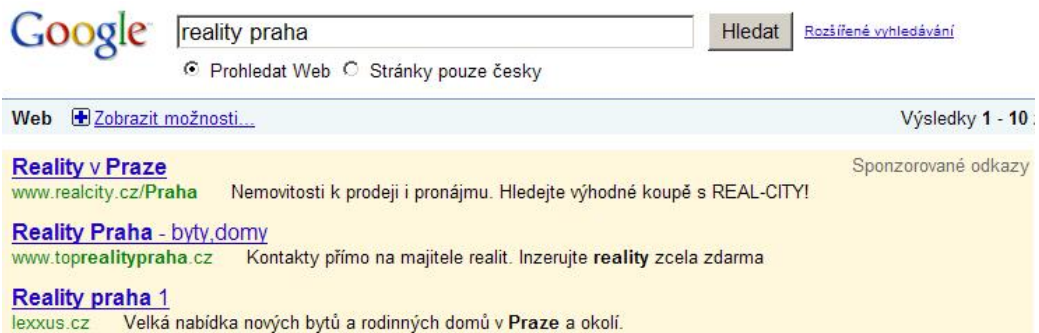 Google reality praha Hledat Rozšířené vyhledávání
Prohledat Web Stránky pouze česky
Web Zobrazit možnosti... Výsledky 1 - 10
Reality v Praze Sponzorované odkazy
www.realcity.cz/Praha Nemovitosti k prodeji i pronájmu. Hledejte výhodné koupě s REAL-CITY!
Reality Praha - byty,domy
www.toprealitypraha.cz Kontakty přímo na majitele realit. Inzerujte reality zcela zdarma
Reality praha 1
lexxus.cz Velká nabídka nových bytů a rodinných domů v Praze a okolí.